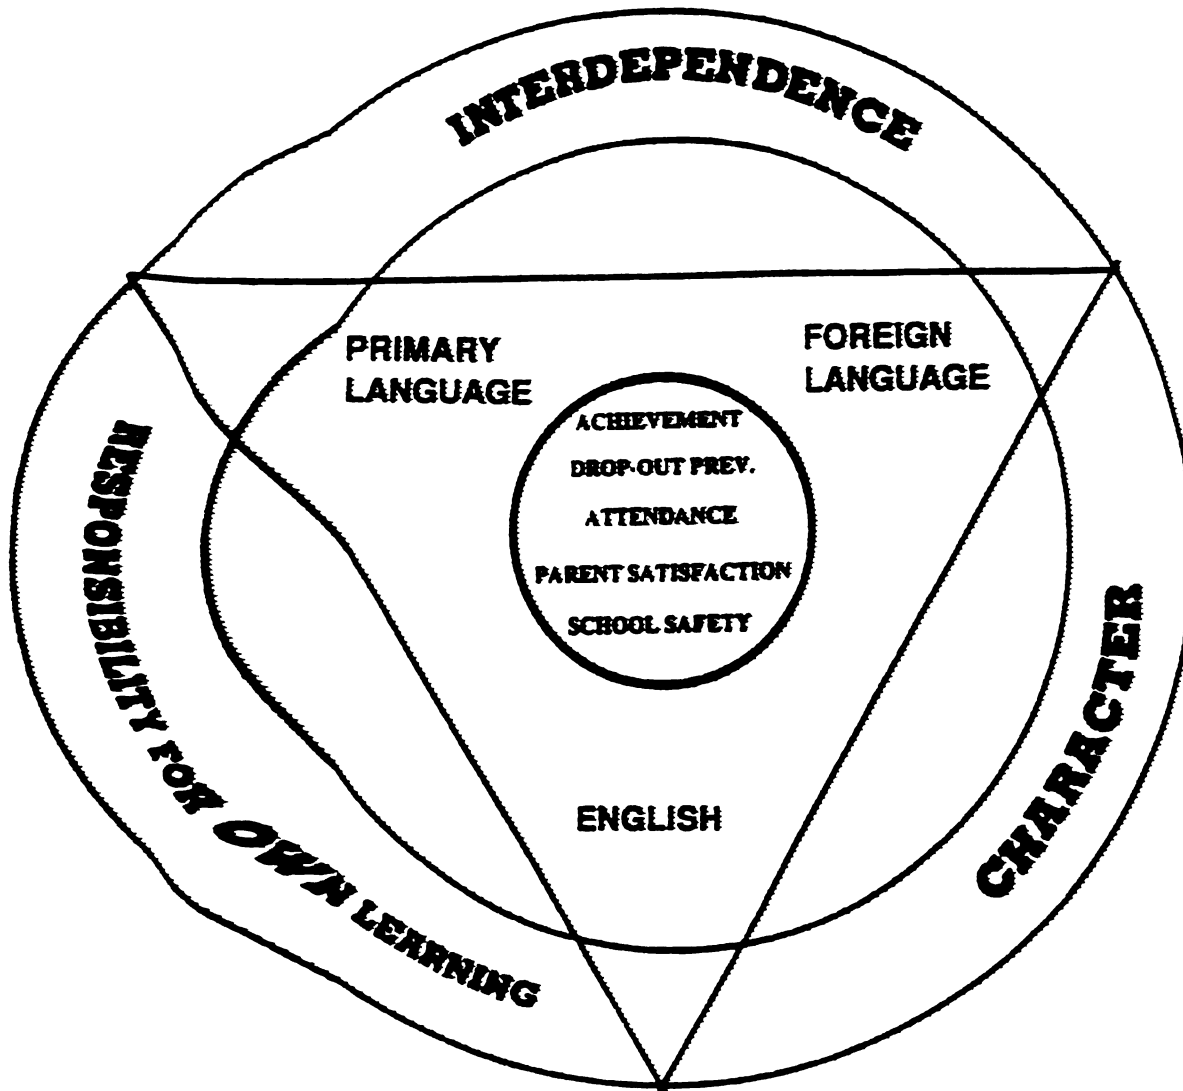 INTERDEPENDENCE
PRIMARY
LANGUAGE
FOREIGN
LANGUAGE
ACHIEVEMENT
DROP-OUT PREV.
ATTENDANCE
PARENT SATISFACTION
SCHOOL SAFETY
ENGLISH
RESPONSIBILITY FOR OWN LEARNING
CHARACTER